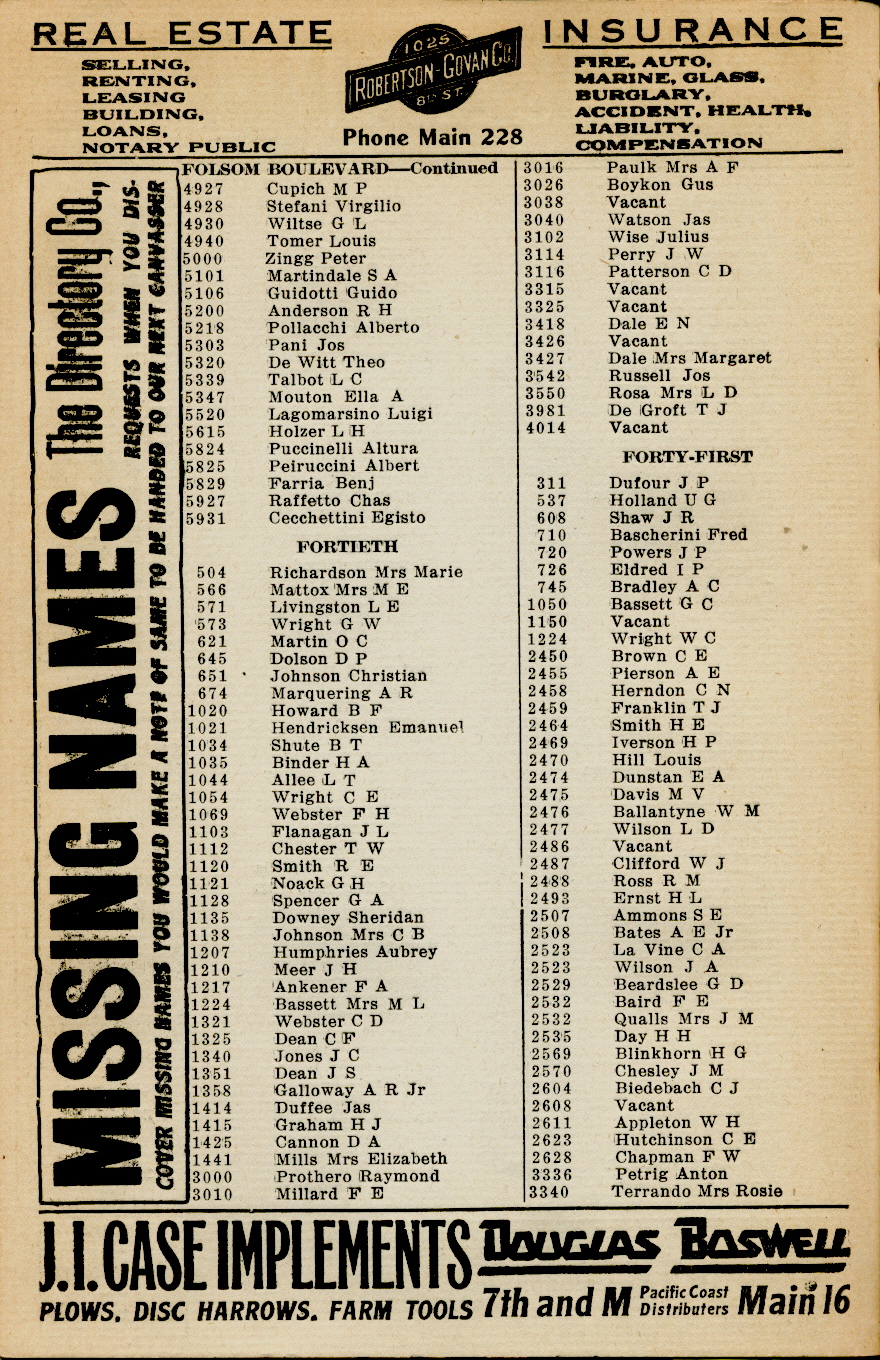 REAL ESTATE
SELLING,
RENTING,
LEASING
BUILDING,
LOANS,
NOTARY PUBLIC
1025
ROBERTSON-GOVAN CO.
8th ST.
Phone Main 228
INSURANCE
FIRE, AUTO,
MARINE, GLASS,
BURGLARY,
ACCIDENT, HEALTH,
LIABILITY,
COMPENSATION
MISSING NAMES The Directory Co.,
REQUESTS WHEN YOU DIS-
COVER MISSING NAMES YOU WOULD MAKE A NOTE OF SAME TO BE HANDED TO OUR NEXT CANVASSER
FOLSOM BOULEVARD—Continued
4927 Cupich M P
4928 Stefani Virgilio
4930 Wiltse G L
4940 Tomer Louis
5000 Zingg Peter
5101 Martindale S A
5106 Guidotti Guido
5200 Anderson R H
5218 Pollacchi Alberto
5303 Pani Jos
5320 De Witt Theo
5339 Talbot L C
5347 Mouton Ella A
5520 Lagomarsino Luigi
5615 Holzer L H
5824 Puccinelli Altura
5825 Peiruccini Albert
5829 Farria Benj
5927 Raffetto Chas
5931 Cecchettini Egisto
FORTIETH
504 Richardson Mrs Marie
566 Mattox Mrs M E
571 Livingston L E
573 Wright G W
621 Martin O C
645 Dolson D P
651 Johnson Christian
674 Marquering A R
1020 Howard B F
1021 Hendricksen Emanuel
1034 Shute B T
1035 Binder H A
1044 Allee L T
1054 Wright C E
1069 Webster F H
1103 Flanagan J L
1112 Chester T W
1120 Smith R E
1121 Noack G H
1128 Spencer G A
1135 Downey Sheridan
1138 Johnson Mrs C B
1207 Humphries Aubrey
1210 Meer J H
1217 Ankener F A
1224 Bassett Mrs M L
1321 Webster C D
1325 Dean C F
1340 Jones J C
1351 Dean J S
1358 Galloway A R Jr
1414 Duffee Jas
1415 Graham H J
1425 Cannon D A
1441 Mills Mrs Elizabeth
3000 Prothero Raymond
3010 Millard F E
3016 Paulk Mrs A F
3026 Boykon Gus
3038 Vacant
3040 Watson Jas
3102 Wise Julius
3114 Perry J W
3116 Patterson C D
3315 Vacant
3325 Vacant
3418 Dale E N
3426 Vacant
3427 Dale Mrs Margaret
3542 Russell Jos
3550 Rosa Mrs L D
3981 De Groft T J
4014 Vacant
FORTY-FIRST
311 Dufour J P
537 Holland U G
608 Shaw J R
710 Bascherini Fred
720 Powers J P
726 Eldred I P
745 Bradley A C
1050 Bassett G C
1150 Vacant
1224 Wright W C
2450 Brown C E
2455 Pierson A E
2458 Herndon C N
2459 Franklin T J
2464 Smith H E
2469 Iverson H P
2470 Hill Louis
2474 Dunstan E A
2475 Davis M V
2476 Ballantyne W M
2477 Wilson L D
2486 Vacant
2487 Clifford W J
2488 Ross R M
2493 Ernst H L
2507 Ammons S E
2508 Bates A E Jr
2523 La Vine C A
2523 Wilson J A
2529 Beardslee G D
2532 Baird F E
2532 Qualls Mrs J M
2535 Day H H
2569 Blinkhorn H G
2570 Chesley J M
2604 Biedebach C J
2608 Vacant
2611 Appleton W H
2623 Hutchinson C E
2628 Chapman F W
3336 Petrig Anton
3340 Terrando Mrs Rosie
J.I. CASE IMPLEMENTS DOUGLAS BOSWELL
PLOWS. DISC HARROWS. FARM TOOLS 7th and M Pacific Coast Distributers Main 16